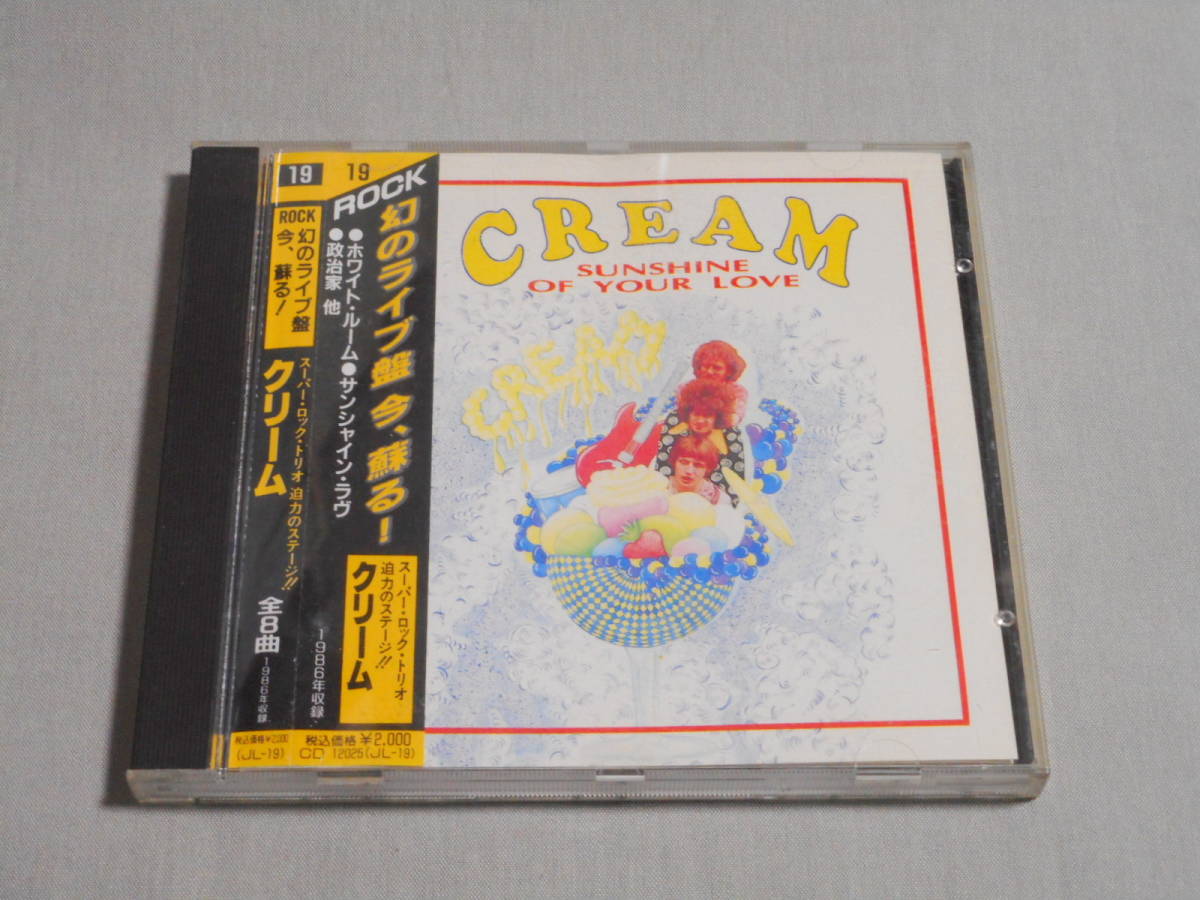 19
ROCK
幻のライブ盤
今、蘇る!
スーパー・ロック・トリオ 迫力のステージ!!
クリーム
全8曲
1986年収録
税込価格¥2,000
(JL-19)
19
ROCK
幻のライブ盤 今、蘇る!
●ホワイト・ルーム●サンシャイン・ラヴ
●政治家 他
スーパー・ロック・トリオ
迫力のステージ!!
クリーム
1986年収録
税込価格¥2,000
CD 12025(JL-19)
CREAM
SUNSHINE
OF YOUR LOVE
CREAM